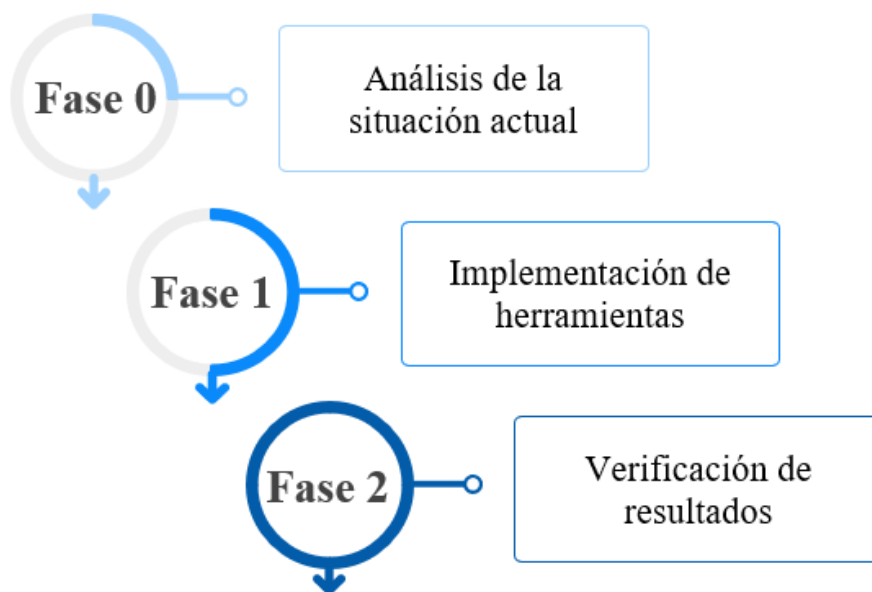 Fase 0
Análisis de la
situación actual
Fase 1
Implementación de
herramientas
Fase 2
Verificación de
resultados